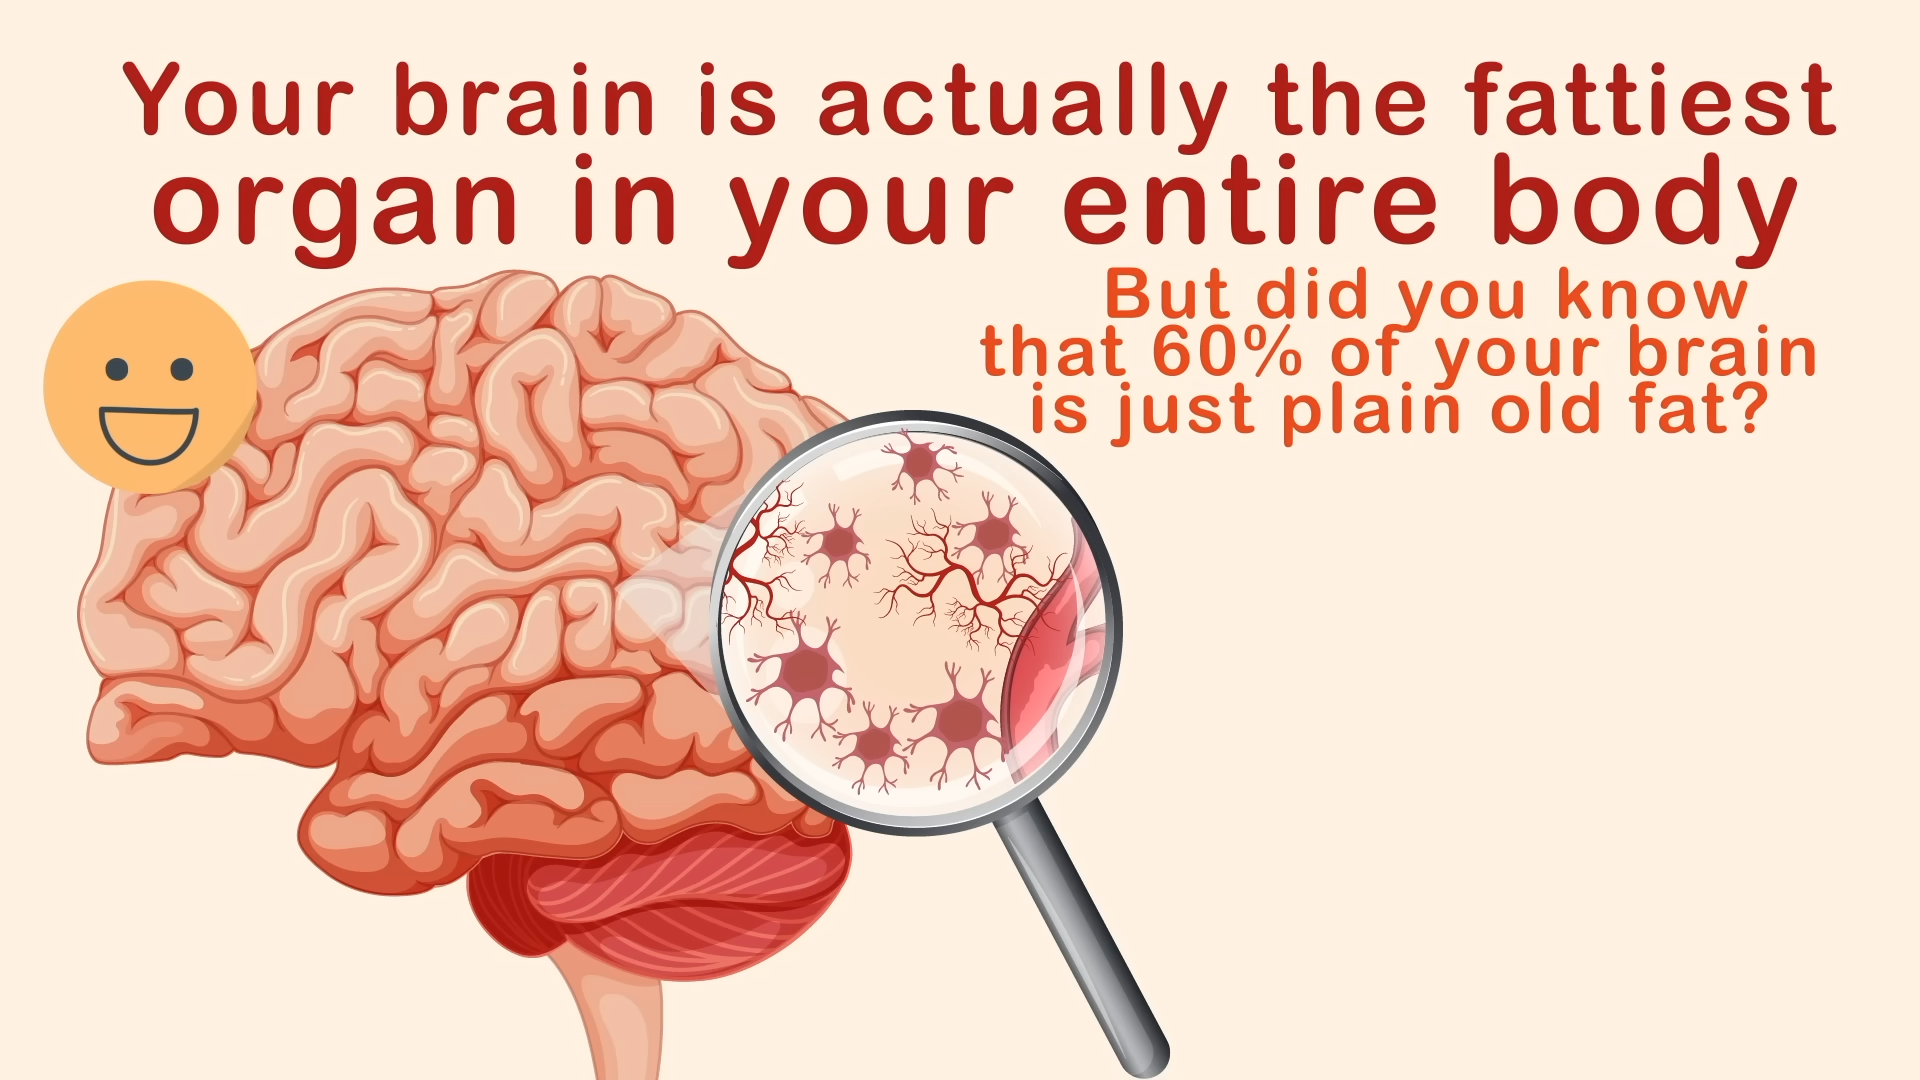 Your brain is actually the fattiest
organ in your entire body
But did you know
that 60% of your brain
is just plain old fat?